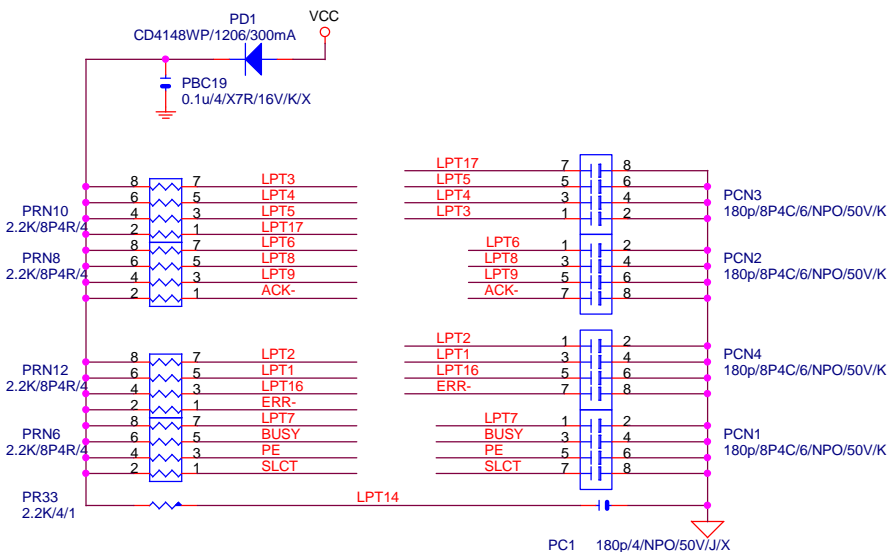 PD1
VCC
CD4148WP/1206/300mA
PBC19
0.1u/4/X7R/16V/K/X
8 7 LPT3
6 5 LPT4
4 3 LPT5
2 1 LPT17
PRN10
2.2K/8P4R/4
8 7 LPT6
6 5 LPT8
4 3 LPT9
2 1 ACK-
PRN8
2.2K/8P4R/4
LPT17 7 8
LPT5 5 6
LPT4 3 4
LPT3 1 2
PCN3
180p/8P4C/6/NPO/50V/K
LPT6 1 2
LPT8 3 4
LPT9 5 6
ACK- 7 8
PCN2
180p/8P4C/6/NPO/50V/K
8 7 LPT2
6 5 LPT1
4 3 LPT16
2 1 ERR-
PRN12
2.2K/8P4R/4
8 7 LPT7
6 5 BUSY
4 3 PE
2 1 SLCT
PRN6
2.2K/8P4R/4
LPT2 1 2
LPT1 3 4
LPT16 5 6
ERR- 7 8
PCN4
180p/8P4C/6/NPO/50V/K
LPT7 1 2
BUSY 3 4
PE 5 6
SLCT 7 8
PCN1
180p/8P4C/6/NPO/50V/K
PR33
2.2K/4/1
LPT14
PC1 180p/4/NPO/50V/J/X